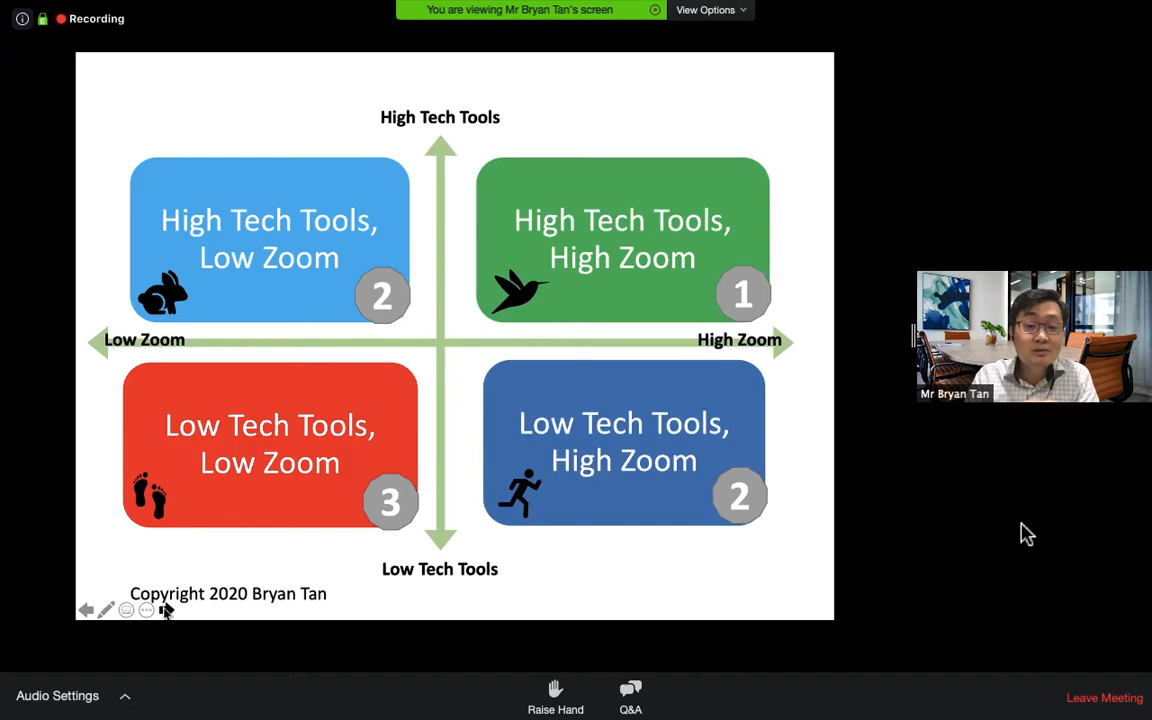 Recording
You are viewing Mr Bryan Tan's screen
View Options
High Tech Tools
High Tech Tools,
Low Zoom
2
High Tech Tools,
High Zoom
1
Low Zoom
High Zoom
Low Tech Tools,
Low Zoom
3
Low Tech Tools,
High Zoom
2
Low Tech Tools
Copyright 2020 Bryan Tan
Mr Bryan Tan
Audio Settings
Raise Hand
Q&A
Leave Meeting